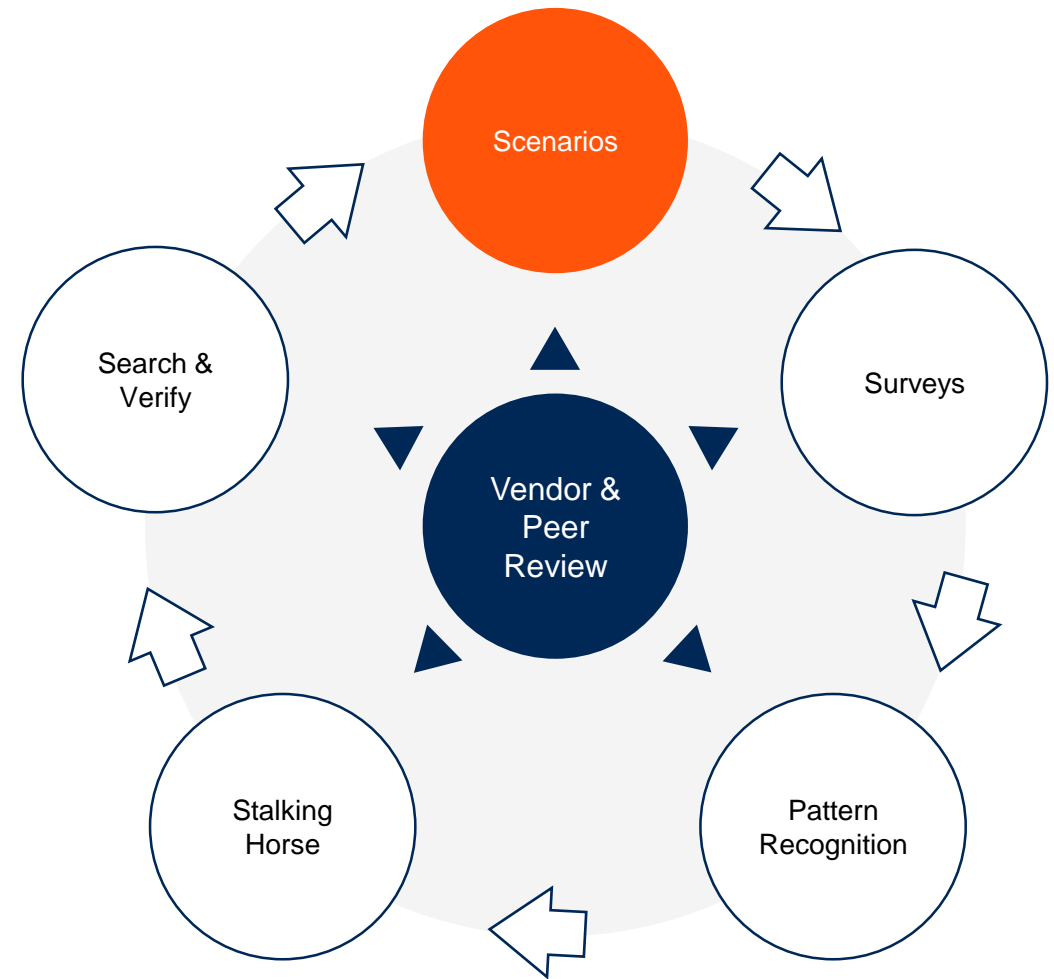 Scenarios
Surveys
Pattern
Recognition
Stalking
Horse
Search &
Verify
Vendor &
Peer
Review